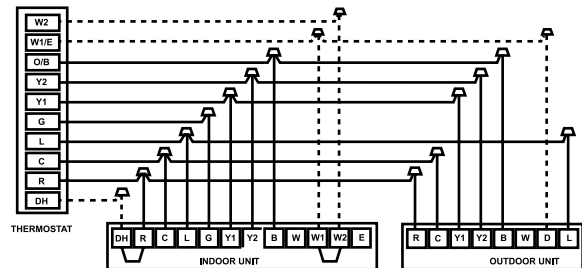 W2
W1/E
O/B
Y2
Y1
G
L
C
R
DH
THERMOSTAT
DH R C L G Y1 Y2 B W W1 W2 E
INDOOR UNIT
R C Y1 Y2 B W D L
OUTDOOR UNIT